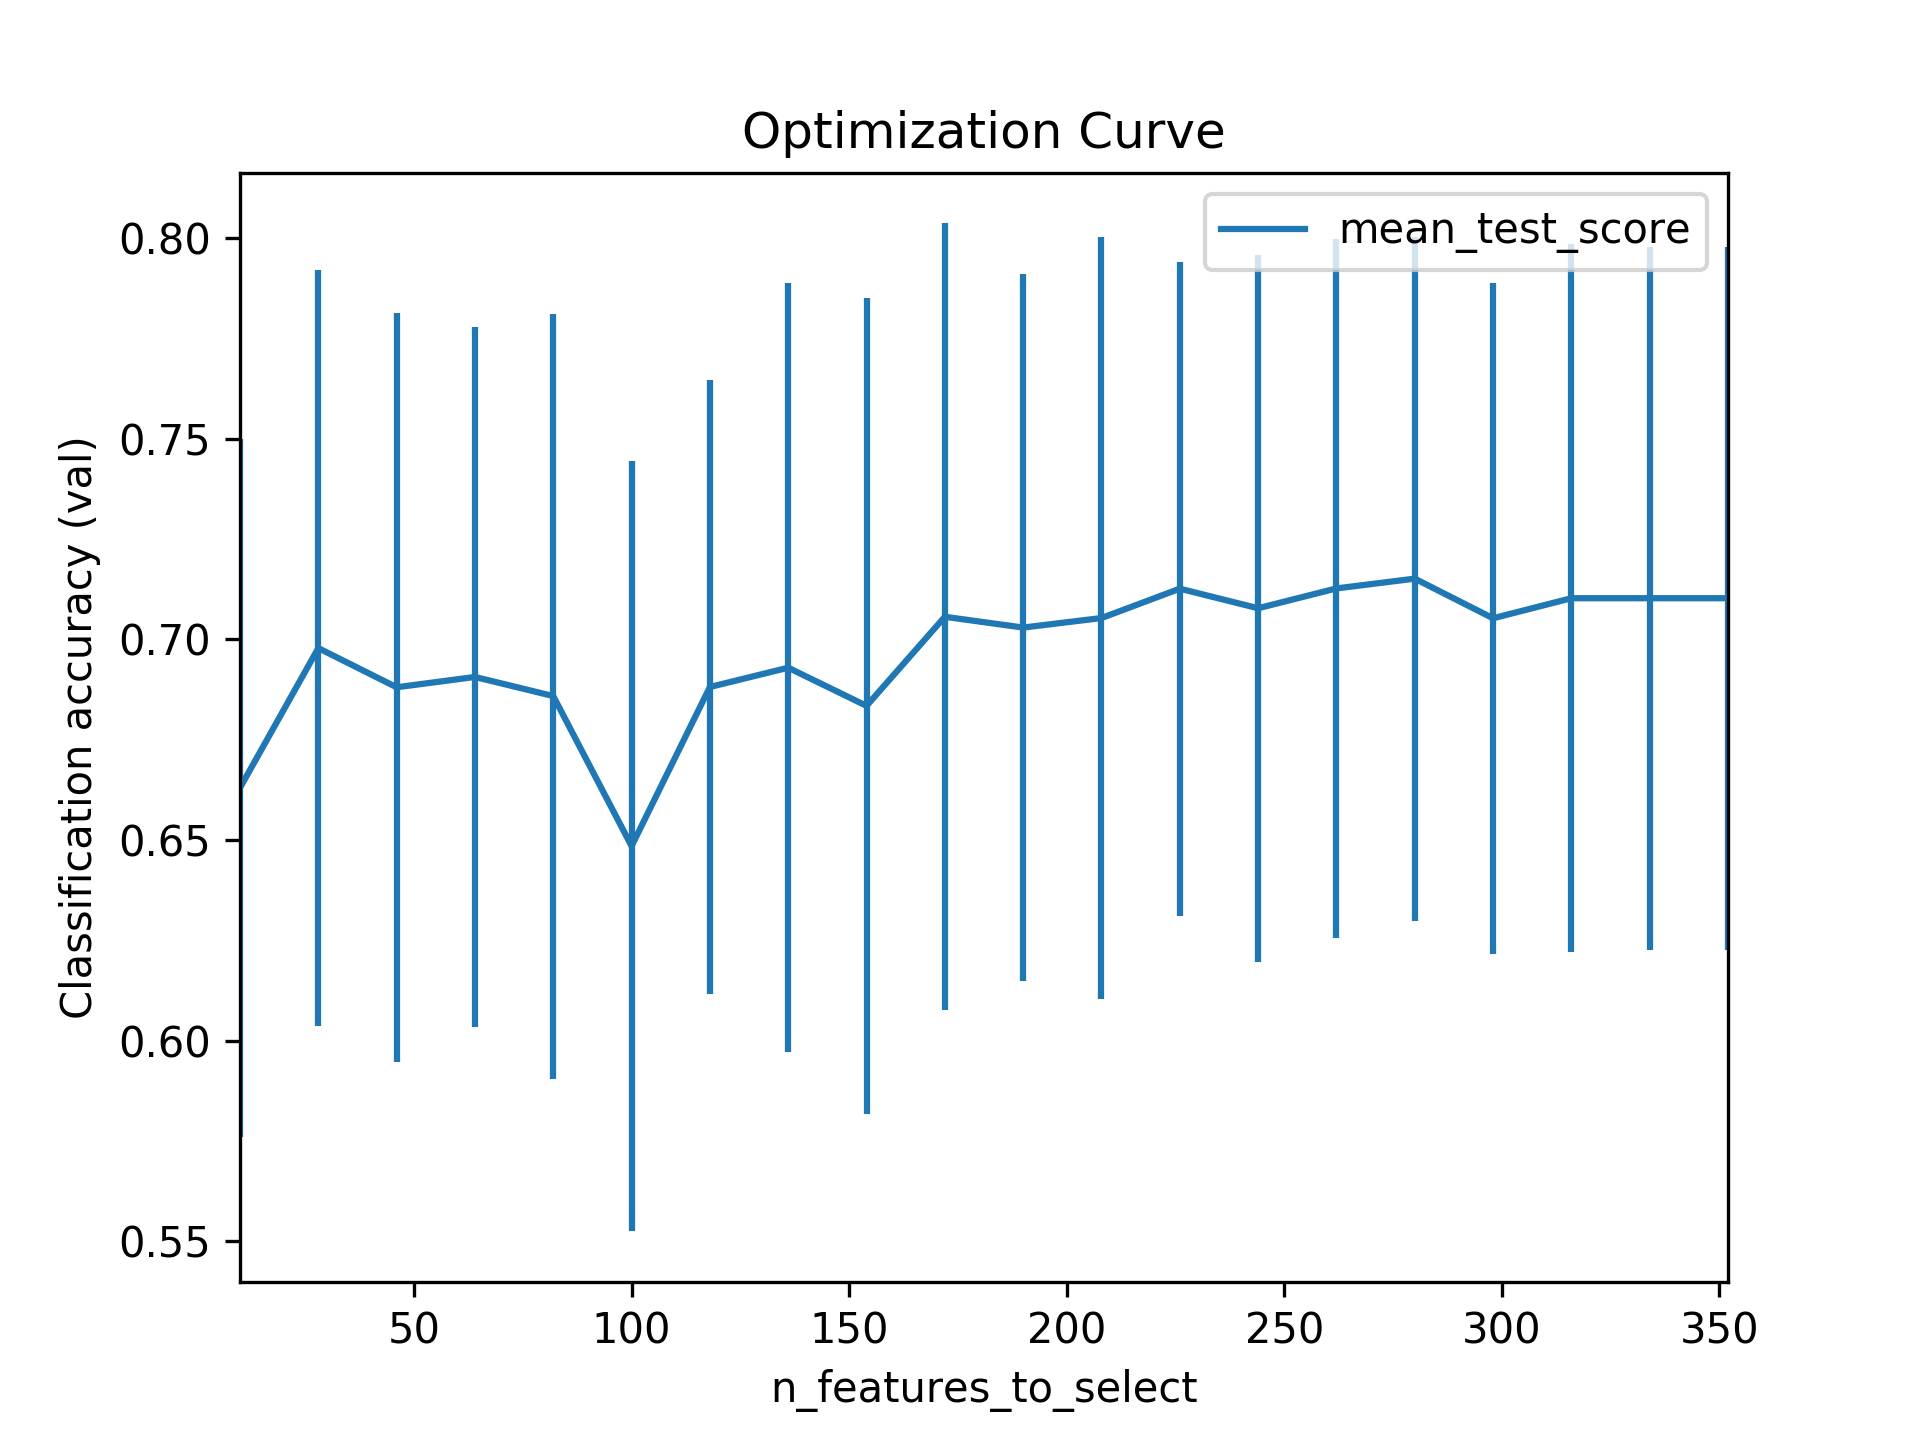 Optimization Curve
mean_test_score
Classification accuracy (val)
0.80
0.75
0.70
0.65
0.60
0.55
50 100 150 200 250 300 350
n_features_to_select